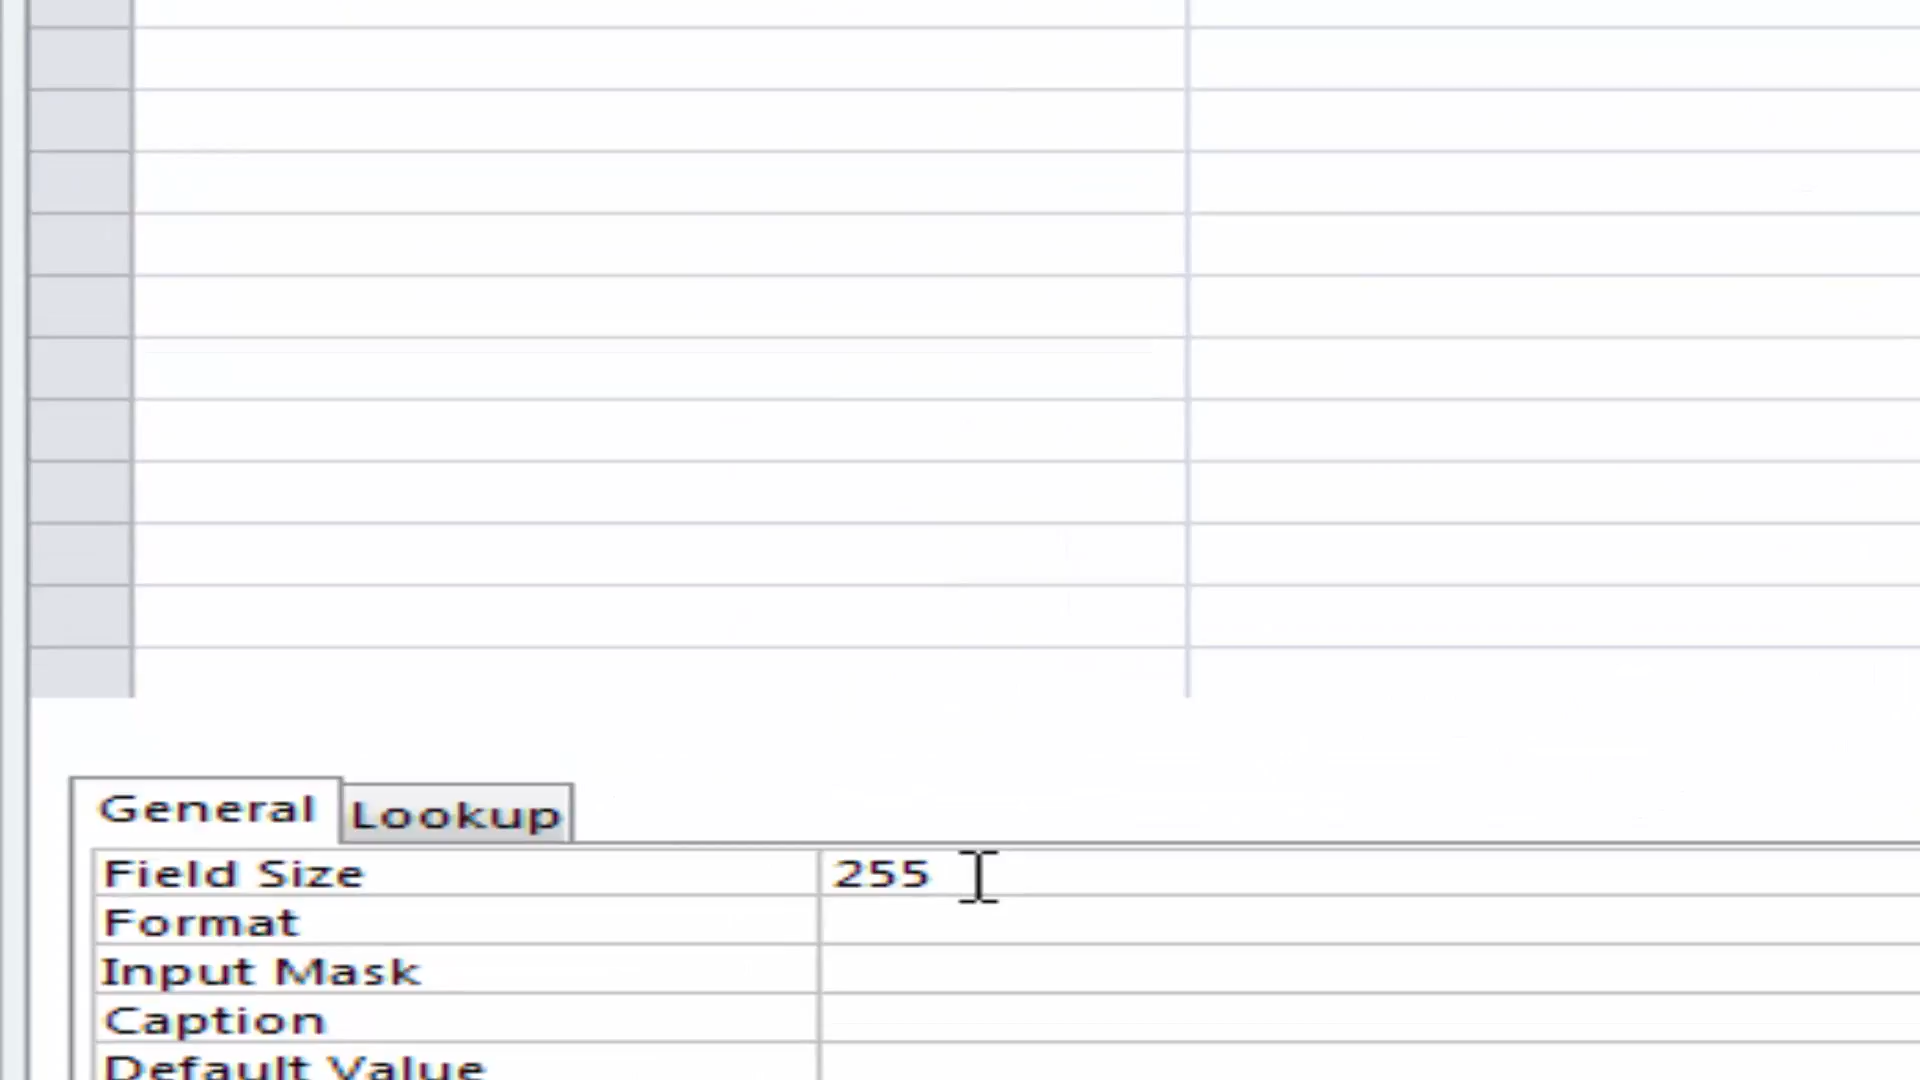 General Lookup
Field Size 255
Format
Input Mask
Caption
Default Value